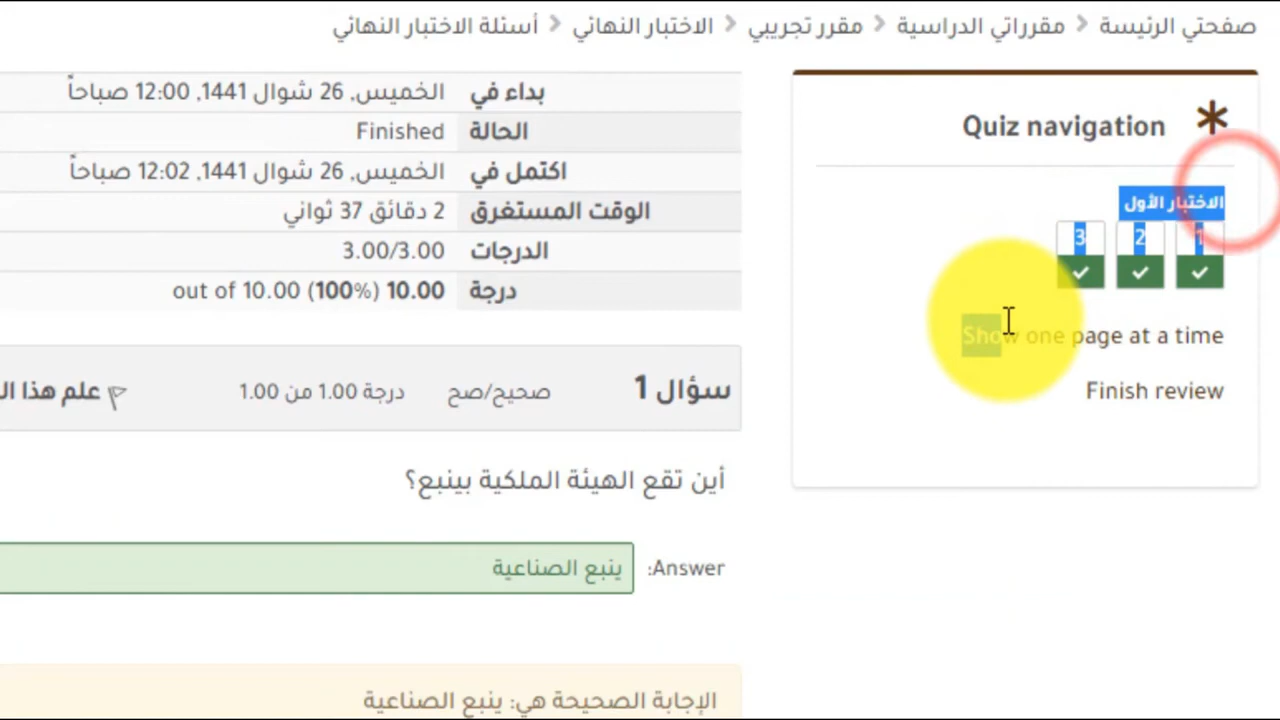 صفحتي الرئيسة > مقرراتي الدراسية > مقرر تجريبي > الاختبار النهائي > أسئلة الاختبار النهائي
Quiz navigation
الاختبار الأول
1 2 3
Show one page at a time
Finish review
بداء في الخميس, 26 شوال 1441, 12:00 صباحاً
الحالة Finished
اكتمل في الخميس, 26 شوال 1441, 12:02 صباحاً
الوقت المستغرق 2 دقائق 37 ثواني
الدرجات 3.00/3.00
درجة 10.00 out of 10.00 (100%)
سؤال 1 صحيح/صح درجة 1.00 من 1.00 علم هذا
أين تقع الهيئة الملكية بينبع؟
Answer: ينبع الصناعية
الإجابة الصحيحة هي: ينبع الصناعية